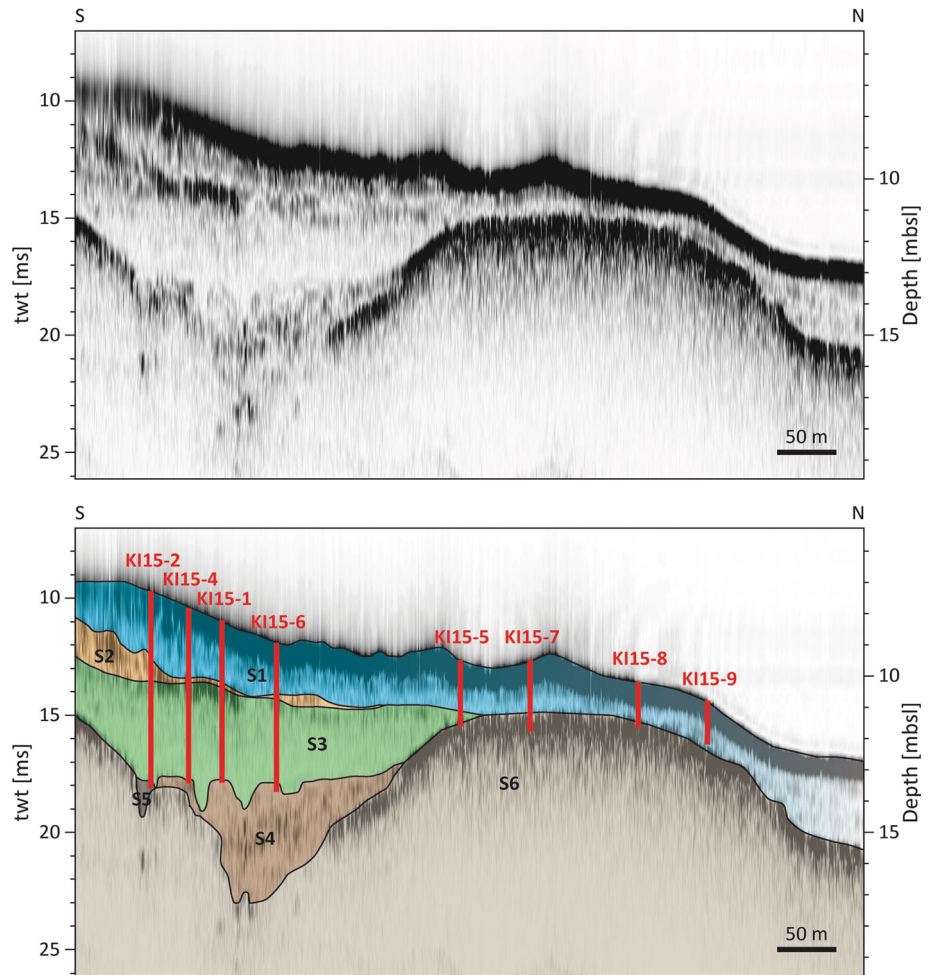 S N
10
15
20
25
twt [ms]
10
15
Depth [mbsl]
50 m
S N
KI15-2
KI15-4
KI15-1
KI15-6
KI15-5
KI15-7
KI15-8
KI15-9
S2
S1
S3
S5
S4
S6
10
15
20
25
twt [ms]
10
15
Depth [mbsl]
50 m